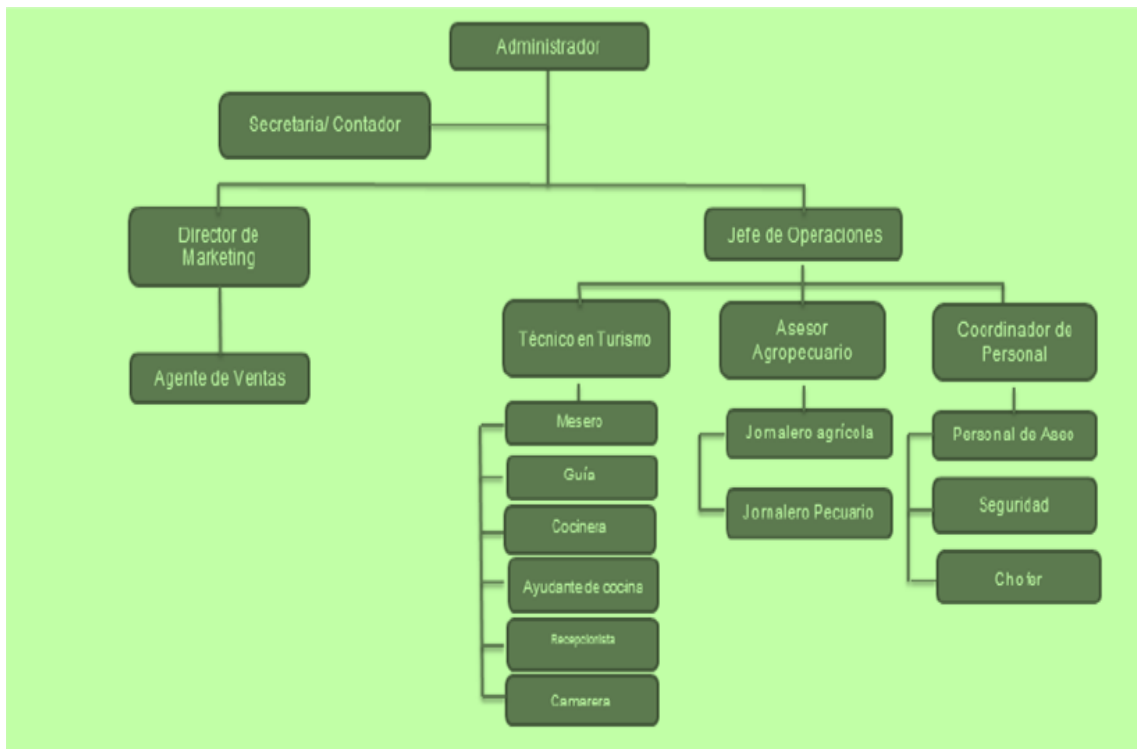 Administrador
Secretaria/ Contador
Director de
Marketing
Jefe de Operaciones
Agente de Ventas
Técnico en Turismo
Asesor
Agropecuario
Coordinador de
Personal
Mesero
Guía
Cocinera
Ayudante de cocina
Recepcionista
Camarera
Jornalero agrícola
Jornalero Pecuario
Personal de Aseo
Seguridad
Chofer